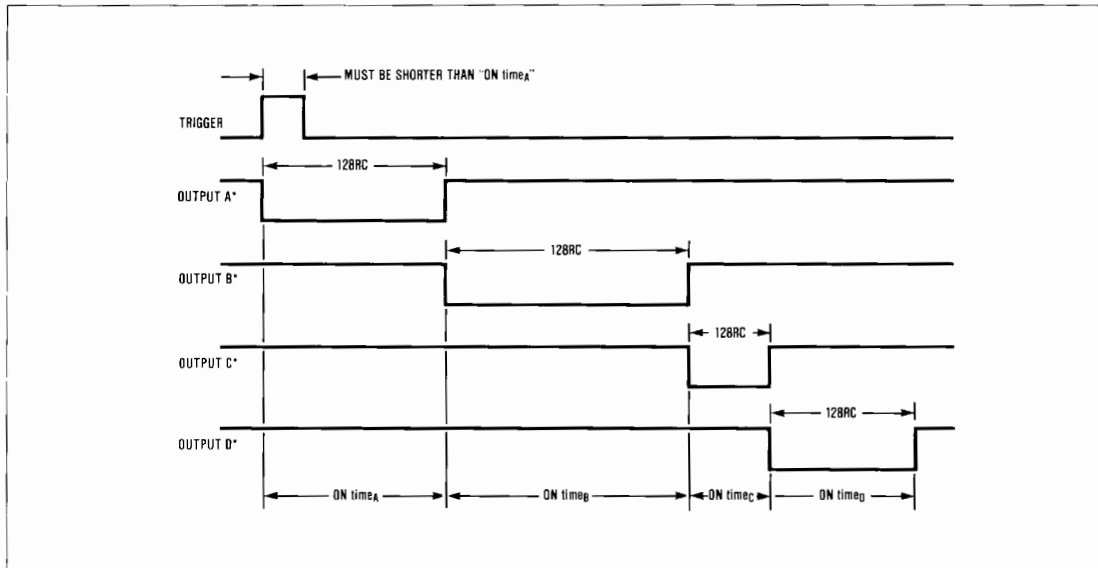 MUST BE SHORTER THAN "ON timeA"
TRIGGER
128RC
OUTPUT A*
128RC
OUTPUT B*
128RC
OUTPUT C*
128RC
OUTPUT D*
ON timeA ON timeB ON timeC ON timeD